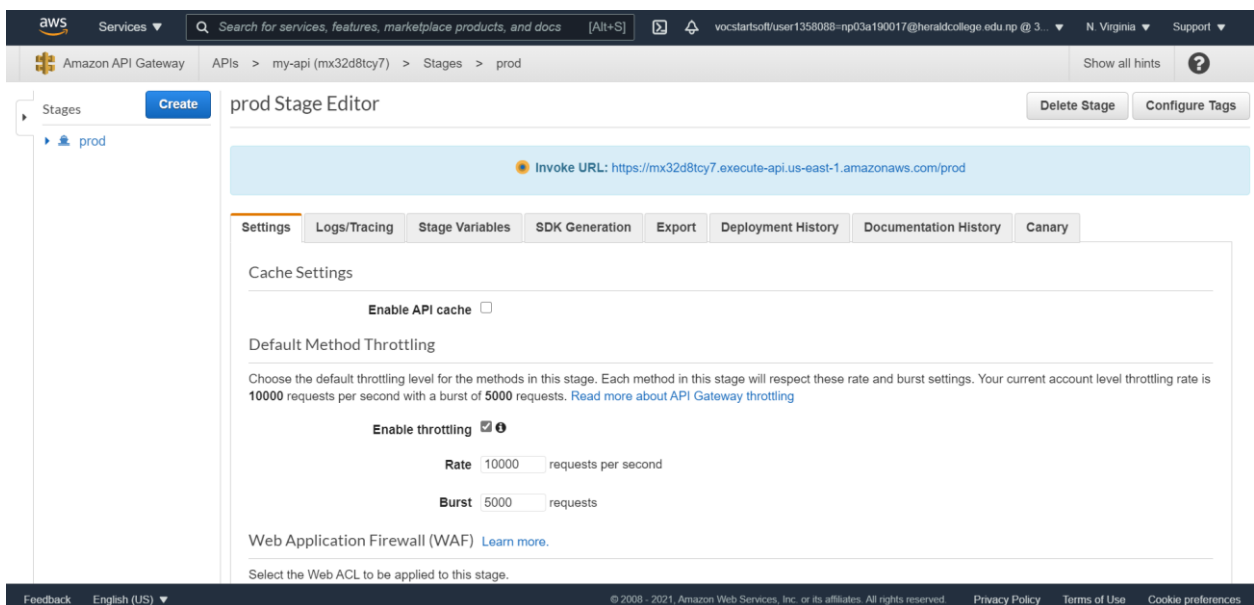 aws Services ▼ Search for services, features, marketplace products, and docs [Alt+S] vocstartsoft/user1358088=np03a190017@heraldcollege.edu.np @ 3... ▼ N. Virginia ▼ Support ▼
Amazon API Gateway APIs > my-api (mx32d8tcy7) > Stages > prod Show all hints ?
Stages Create prod Stage Editor Delete Stage Configure Tags
prod
Invoke URL: https://mx32d8tcy7.execute-api.us-east-1.amazonaws.com/prod
Settings Logs/Tracing Stage Variables SDK Generation Export Deployment History Documentation History Canary
Cache Settings
Enable API cache
Default Method Throttling
Choose the default throttling level for the methods in this stage. Each method in this stage will respect these rate and burst settings. Your current account level throttling rate is
10000 requests per second with a burst of 5000 requests. Read more about API Gateway throttling
Enable throttling
Rate 10000 requests per second
Burst 5000 requests
Web Application Firewall (WAF) Learn more.
Select the Web ACL to be applied to this stage.
Feedback English (US) ▼ © 2008 - 2021, Amazon Web Services, Inc. or its affiliates. All rights reserved. Privacy Policy Terms of Use Cookie preferences